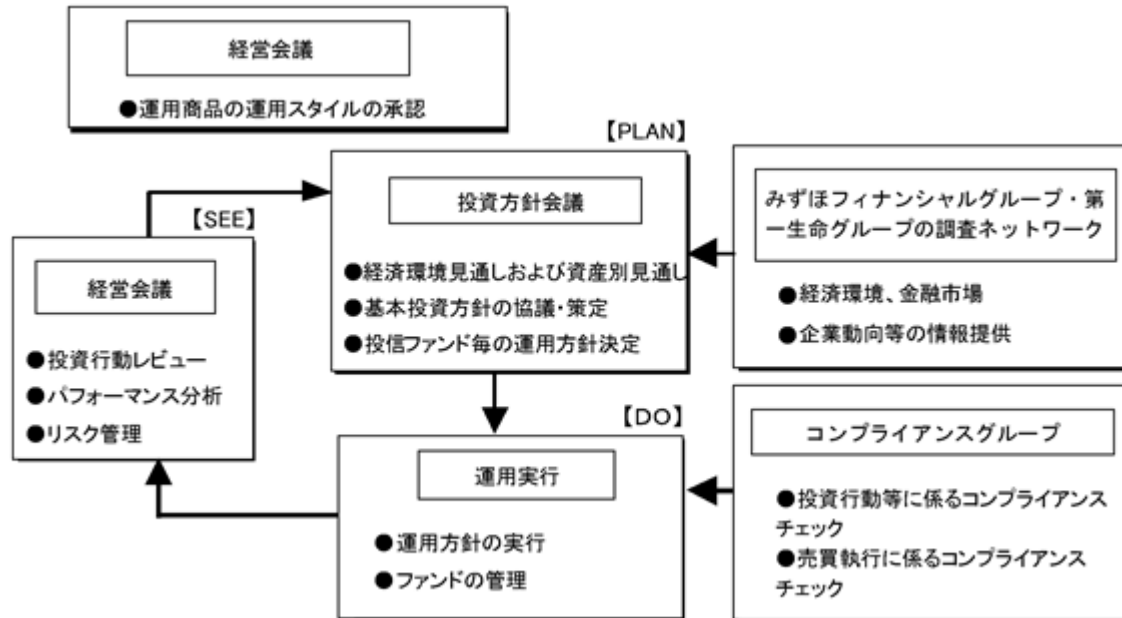 経営会議
●運用商品の運用スタイルの承認
【PLAN】
投資方針会議
●経済環境見通しおよび資産別見通し
●基本投資方針の協議・策定
●投信ファンド毎の運用方針決定
みずほフィナンシャルグループ・第
一生命グループの調査ネットワーク
●経済環境、金融市場
●企業動向等の情報提供
【SEE】
経営会議
●投資行動レビュー
●パフォーマンス分析
●リスク管理
【DO】
運用実行
●運用方針の実行
●ファンドの管理
コンプライアンスグループ
●投資行動等に係るコンプライアンス
チェック
●売買執行に係るコンプライアンス
チェック